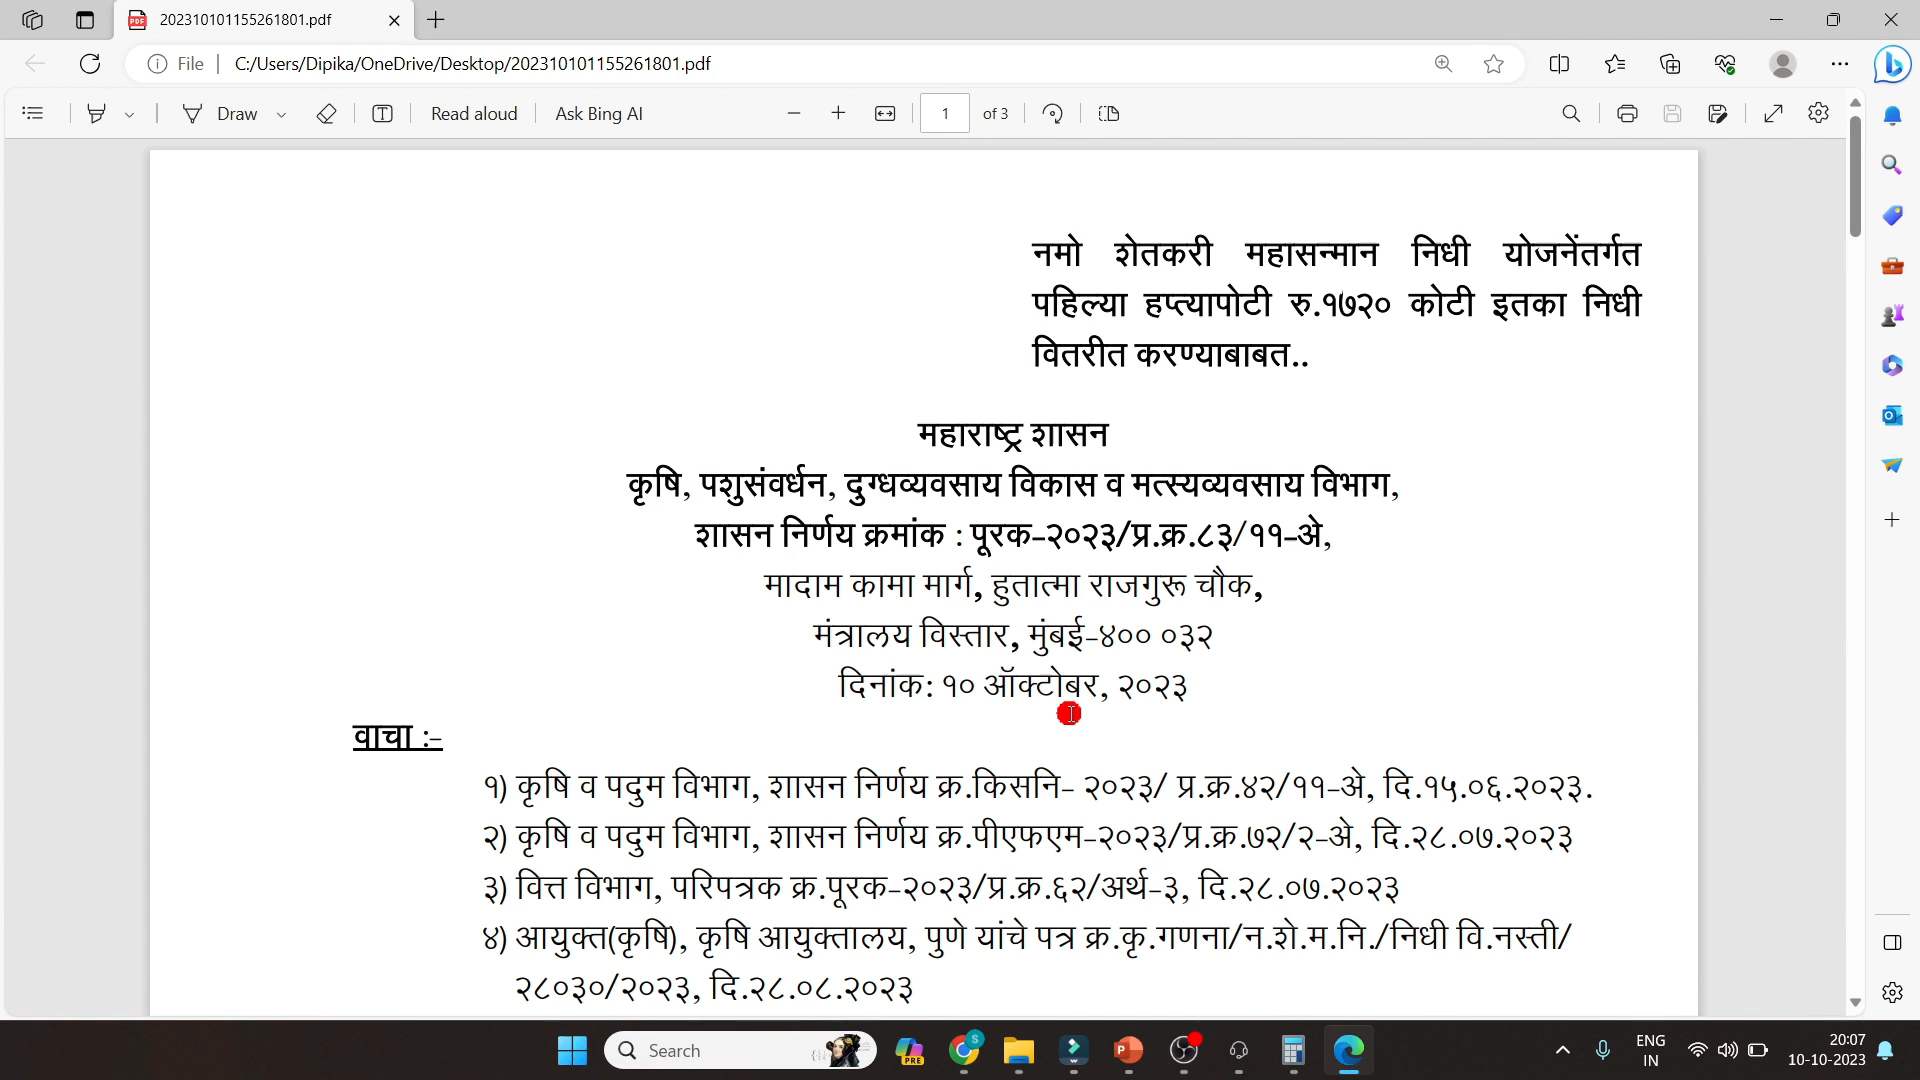 202310101155261801.pdf
File
C:/Users/Dipika/OneDrive/Desktop/202310101155261801.pdf
Draw
Read aloud
Ask Bing AI
1 of 3
नमो शेतकरी महासन्मान निधी योजनेंतर्गत
पहिल्या हप्त्यापोटी रु.१७२० कोटी इतका निधी
वितरीत करण्याबाबत..
महाराष्ट्र शासन
कृषि, पशुसंवर्धन, दुग्धव्यवसाय विकास व मत्स्यव्यवसाय विभाग,
शासन निर्णय क्रमांक : पूरक-२०२३/प्र.क्र.८३/११-अे,
मादाम कामा मार्ग, हुतात्मा राजगुरू चौक,
मंत्रालय विस्तार, मुंबई-४०० ०३२
दिनांक: १० ऑक्टोबर, २०२३
वाचा :-
१) कृषि व पदुम विभाग, शासन निर्णय क्र.किसनि- २०२३/ प्र.क्र.४२/११-अे, दि.१५.०६.२०२३.
२) कृषि व पदुम विभाग, शासन निर्णय क्र.पीएफएम-२०२३/प्र.क्र.७२/२-अे, दि.२८.०७.२०२३
३) वित्त विभाग, परिपत्रक क्र.पूरक-२०२३/प्र.क्र.६२/अर्थ-३, दि.२८.०७.२०२३
४) आयुक्त(कृषि), कृषि आयुक्तालय, पुणे यांचे पत्र क्र.कृ.गणना/न.शे.म.नि./निधी वि.नस्ती/
२८०३०/२०२३, दि.२८.०८.२०२३
Search
PRE
S
ENG
IN
20:07
10-10-2023